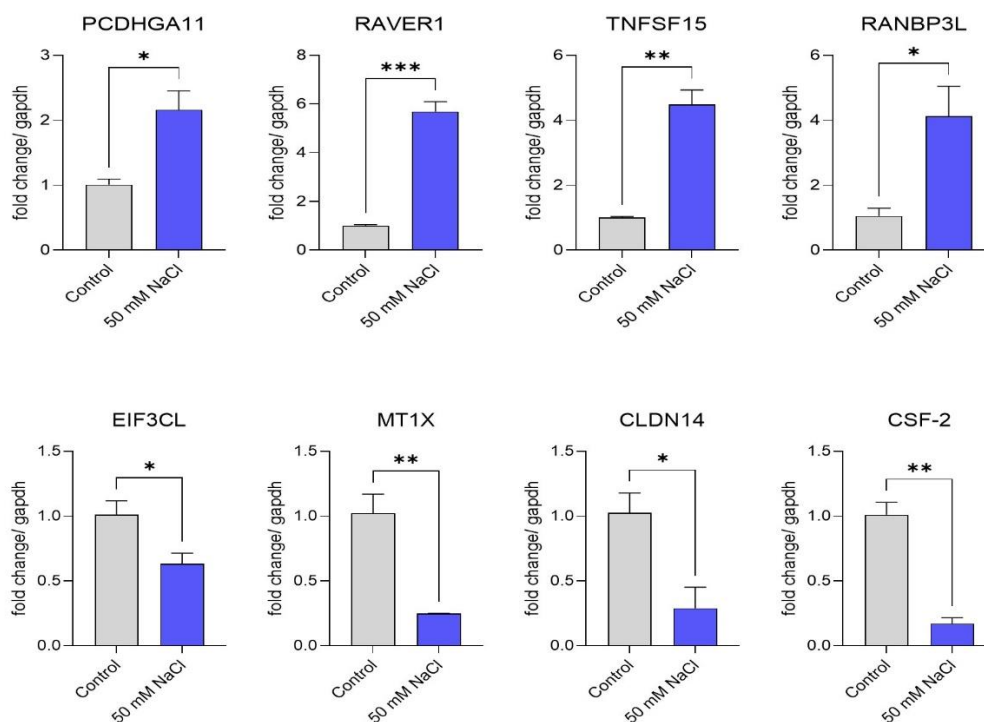 PCDHGA11
fold change/ gapdh
3
2
1
0
*
Control
50 mM NaCl
RAVER1
fold change/ gapdh
8
6
4
2
0
***
Control
50 mM NaCl
TNFSF15
fold change/ gapdh
6
4
2
0
**
Control
50 mM NaCl
RANBP3L
fold change/ gapdh
6
4
2
0
*
Control
50 mM NaCl
EIF3CL
fold change/ gapdh
1.5
1.0
0.5
0.0
*
Control
50 mM NaCl
MT1X
fold change/ gapdh
1.5
1.0
0.5
0.0
**
Control
50 mM NaCl
CLDN14
fold change/ gapdh
1.5
1.0
0.5
0.0
*
Control
50 mM NaCl
CSF-2
fold change/ gapdh
1.5
1.0
0.5
0.0
**
Control
50 mM NaCl